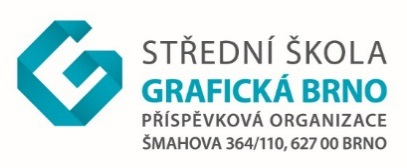 STŘEDNÍ ŠKOLA
GRAFICKÁ BRNO
PŘÍSPĚVKOVÁ ORGANIZACE
ŠMAHOVA 364/110, 627 00 BRNO